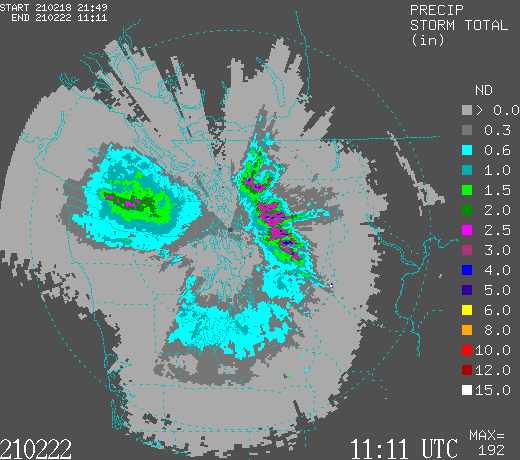 START 210218 21:49
END 210222 11:11
PRECIP
STORM TOTAL
(in)
ND
> 0.0
0.3
0.6
1.0
1.5
2.0
2.5
3.0
4.0
5.0
6.0
8.0
10.0
12.0
15.0
MAX=
192
210222
11:11 UTC